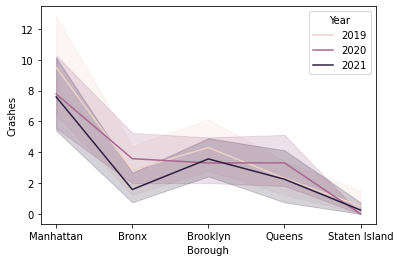 Year
2019
2020
2021
12
10
8
6
4
2
0
Crashes
Manhattan Bronx Brooklyn Queens Staten Island
Borough